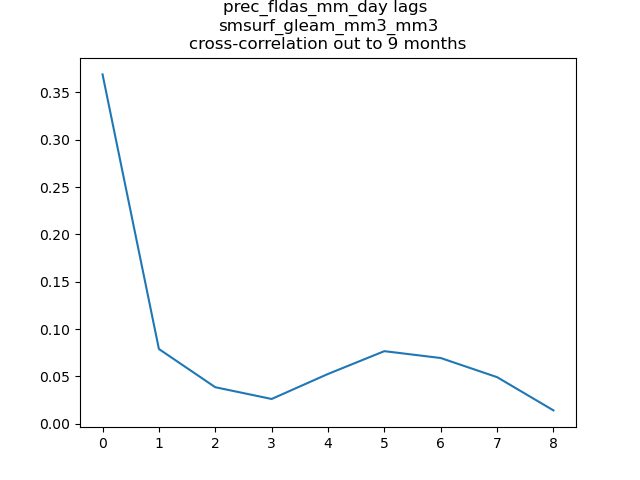 prec_fldas_mm_day lags
smsurf_gleam_mm3_mm3
cross-correlation out to 9 months
0.35
0.30
0.25
0.20
0.15
0.10
0.05
0.00
0 1 2 3 4 5 6 7 8